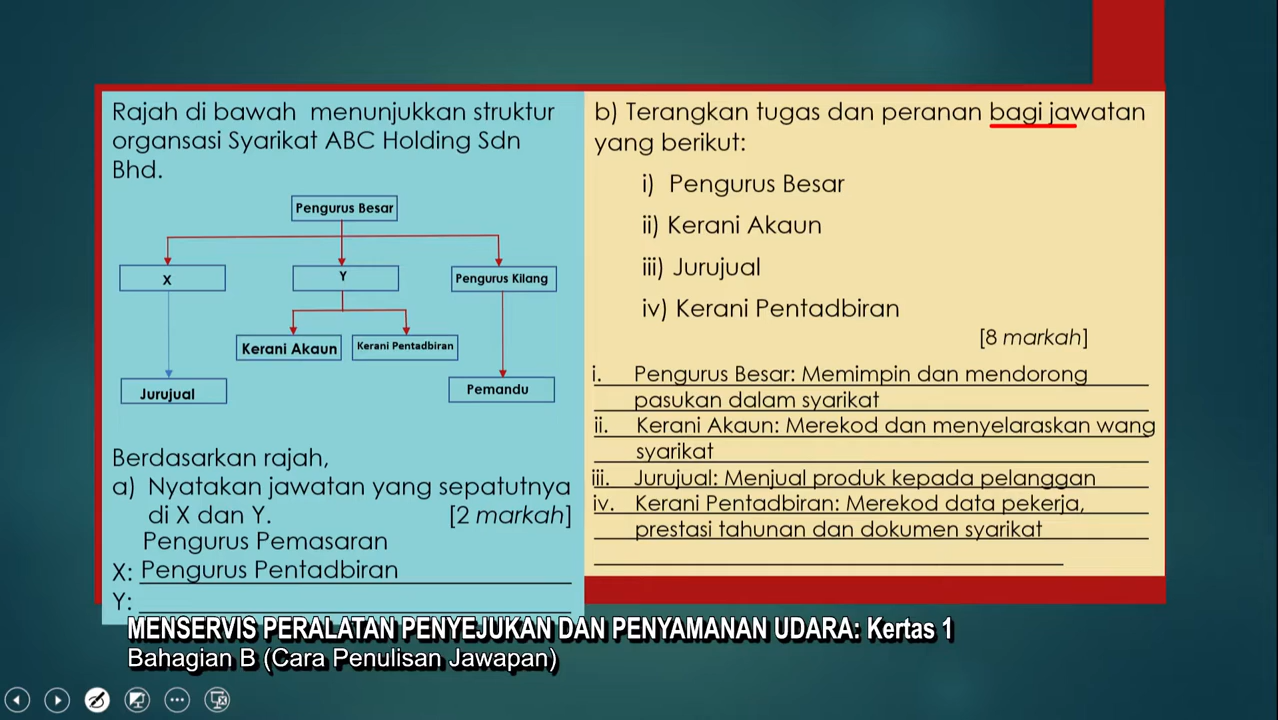 Rajah di bawah menunjukkan struktur
organsasi Syarikat ABC Holding Sdn
Bhd.
Pengurus Besar
X
Y
Pengurus Kilang
Kerani Akaun
Kerani Pentadbiran
Jurujual
Pemandu
Berdasarkan rajah,
a) Nyatakan jawatan yang sepatutnya
di X dan Y. [2 markah]
Pengurus Pemasaran
X: Pengurus Pentadbiran
Y:
b) Terangkan tugas dan peranan bagi jawatan
yang berikut:
i) Pengurus Besar
ii) Kerani Akaun
iii) Jurujual
iv) Kerani Pentadbiran
[8 markah]
i. Pengurus Besar: Memimpin dan mendorong
pasukan dalam syarikat
ii. Kerani Akaun: Merekod dan menyelaraskan wang
syarikat
iii. Jurujual: Menjual produk kepada pelanggan
iv. Kerani Pentadbiran: Merekod data pekerja,
prestasi tahunan dan dokumen syarikat
MENSERVIS PERALATAN PENYEJUKAN DAN PENYAMANAN UDARA: Kertas 1
Bahagian B (Cara Penulisan Jawapan)